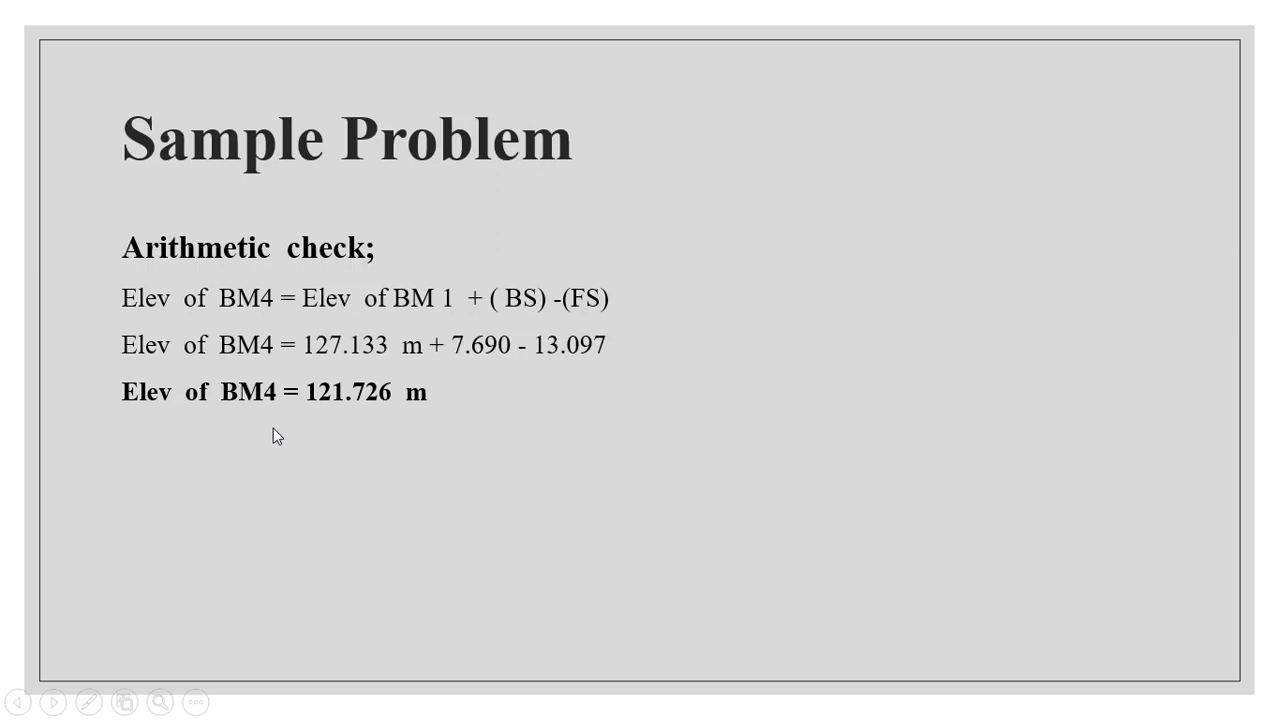 Sample Problem
Arithmetic check;
Elev of BM4 = Elev of BM 1 + ( BS) -(FS)
Elev of BM4 = 127.133 m + 7.690 - 13.097
Elev of BM4 = 121.726 m